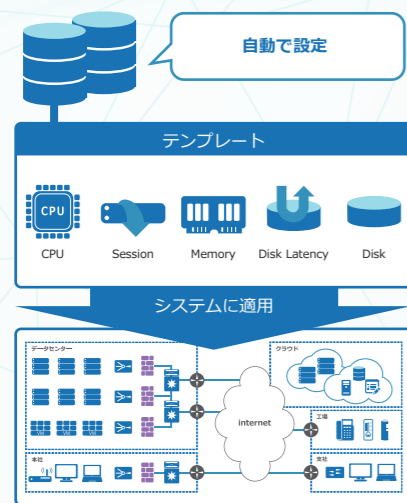 自動で設定
テンプレート
CPU
CPU
Session
Memory
Disk Latency
Disk
システムに適用
データセンター
クラウド
internet
工場
本社
支社